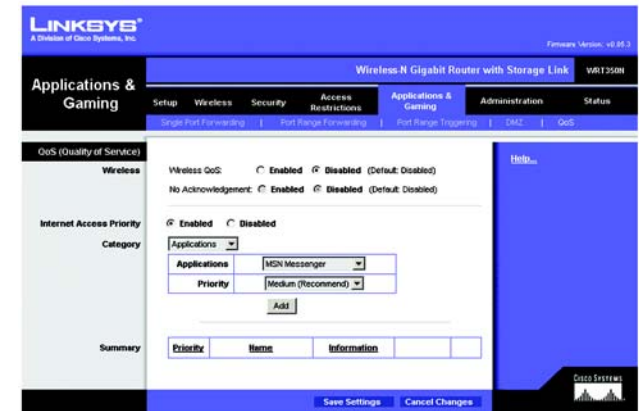 LINKSYS®
A Division of Cisco Systems, Inc.
Firmware Version: v0.95.3
Wireless-N Gigabit Router with Storage Link WRT350N
Applications & Gaming
Setup Wireless Security Access Restrictions Applications & Gaming Administration Status
Single Port Forwarding | Port Range Forwarding | Port Range Triggering | DMZ | QoS
QoS (Quality of Service)
Wireless
Wireless QoS: Enabled Disabled (Default: Disabled)
No Acknowledgement: Enabled Disabled (Default: Disabled)
Help...
Internet Access Priority Enabled Disabled
Category Applications
Applications MSN Messenger
Priority Medium (Recommend)
Add
Summary Priority Name Information
Save Settings Cancel Changes
CISCO SYSTEMS